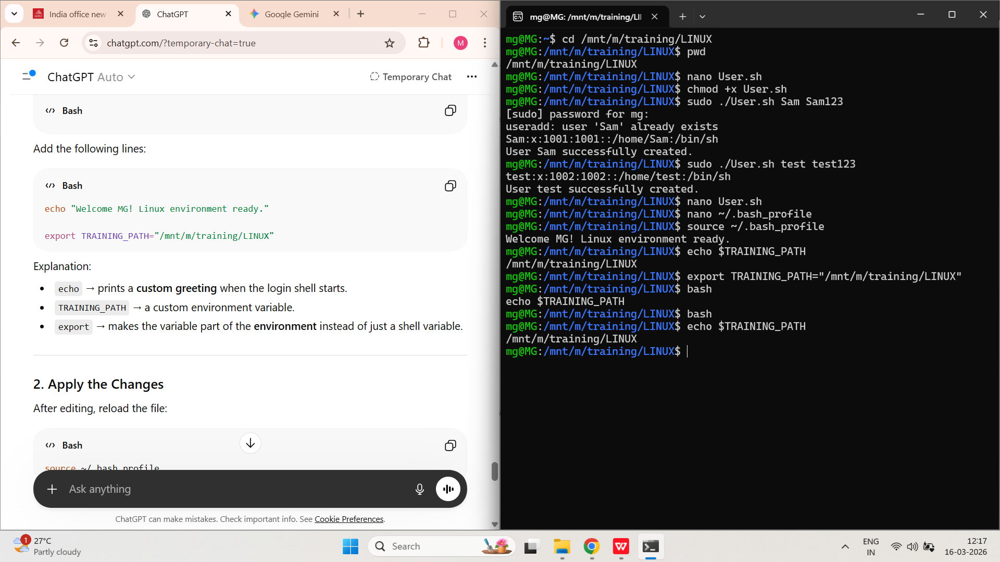 India office new
ChatGPT
Google Gemini
chatgpt.com/?temporary-chat=true
M
ChatGPT Auto
Temporary Chat
Bash
Add the following lines:
Bash
echo "Welcome MG! Linux environment ready."
export TRAINING_PATH="/mnt/m/training/LINUX"
Explanation:
echo → prints a custom greeting when the login shell starts.
TRAINING_PATH → a custom environment variable.
export → makes the variable part of the environment instead of just a shell variable.
2. Apply the Changes
After editing, reload the file:
Bash
source ~/.bash_profile
Ask anything
ChatGPT can make mistakes. Check important info. See Cookie Preferences.
mg@MG: /mnt/m/training/LI
mg@MG:~$ cd /mnt/m/training/LINUX
mg@MG:/mnt/m/training/LINUX$ pwd
/mnt/m/training/LINUX
mg@MG:/mnt/m/training/LINUX$ nano User.sh
mg@MG:/mnt/m/training/LINUX$ chmod +x User.sh
mg@MG:/mnt/m/training/LINUX$ sudo ./User.sh Sam Sam123
[sudo] password for mg:
useradd: user 'Sam' already exists
Sam:x:1001:1001::/home/Sam:/bin/sh
User Sam successfully created.
mg@MG:/mnt/m/training/LINUX$ sudo ./User.sh test test123
test:x:1002:1002::/home/test:/bin/sh
User test successfully created.
mg@MG:/mnt/m/training/LINUX$ nano User.sh
mg@MG:/mnt/m/training/LINUX$ nano ~/.bash_profile
mg@MG:/mnt/m/training/LINUX$ source ~/.bash_profile
Welcome MG! Linux environment ready.
mg@MG:/mnt/m/training/LINUX$ echo $TRAINING_PATH
/mnt/m/training/LINUX
mg@MG:/mnt/m/training/LINUX$ export TRAINING_PATH="/mnt/m/training/LINUX"
mg@MG:/mnt/m/training/LINUX$ bash
echo $TRAINING_PATH
mg@MG:/mnt/m/training/LINUX$ bash
mg@MG:/mnt/m/training/LINUX$ echo $TRAINING_PATH
/mnt/m/training/LINUX
mg@MG:/mnt/m/training/LINUX$
1
27°C
Partly cloudy
Search
ENG
IN
12:17
16-03-2026